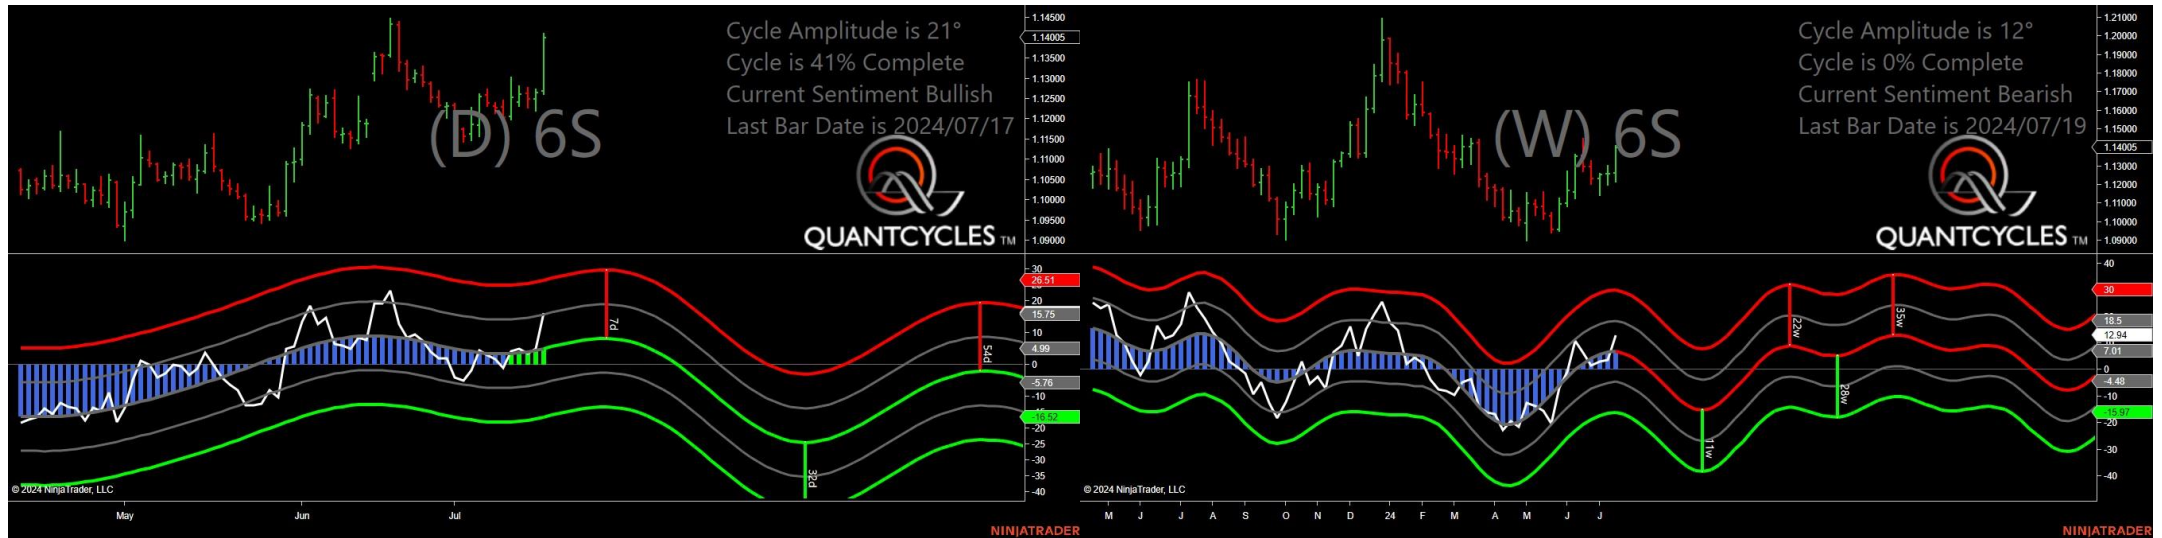 Cycle Amplitude is 21°
Cycle is 41% Complete
Current Sentiment Bullish
Last Bar Date is 2024/07/17
(D) 6S
QUANTCYCLES TM
1.14500
1.14005
1.13500
1.13000
1.12500
1.12000
1.11500
1.11000
1.10500
1.10000
1.09500
1.09000
7d
32d
54d
30
26.51
20
15.75
10
4.99
0
-5.76
-10
-16.52
-20
-25
-30
-35
-40
© 2024 NinjaTrader, LLC
May Jun Jul
NINJATRADER
Cycle Amplitude is 12°
Cycle is 0% Complete
Current Sentiment Bearish
Last Bar Date is 2024/07/19
(W) 6S
QUANTCYCLES TM
1.21000
1.20000
1.19000
1.18000
1.17000
1.16000
1.15000
1.14005
1.13000
1.12000
1.11000
1.10000
1.09000
11w
22w
28w
35w
40
30
18.5
12.94
7.01
0
-4.48
-10
-15.97
-20
-30
-40
© 2024 NinjaTrader, LLC
M J J A S O N D 24 F M A M J J
NINJATRADER